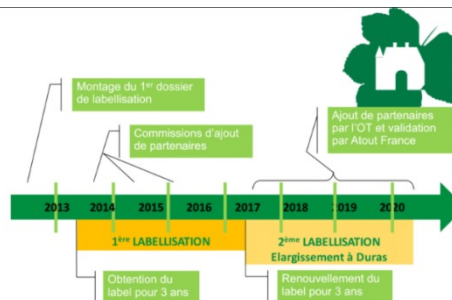 Montage du 1er dossier
de labellisation
Commissions d'ajout
de partenaires
Ajout de partenaires
par l'OT et validation
par Atout France
2013 2014 2015 2016 2017 2018 2019 2020
1ère LABELLISATION
2ème LABELLISATION
Elargissement à Duras
Obtention du
label pour 3 ans
Renouvellement du
label pour 3 ans